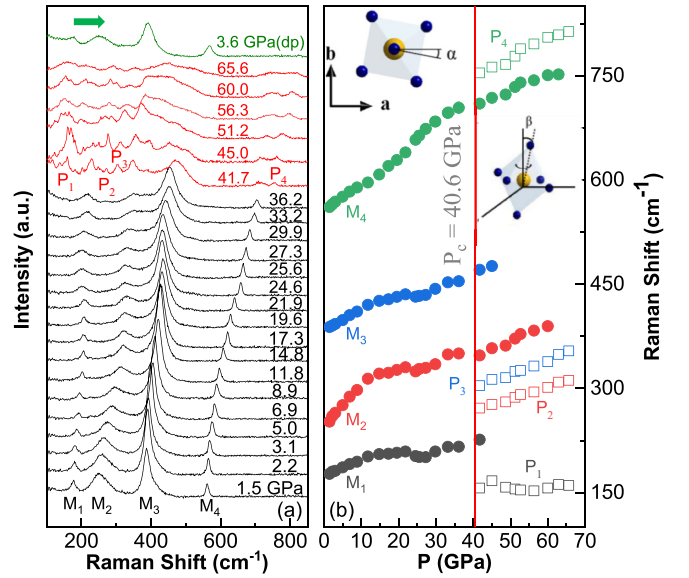 3.6 GPa(dp)
65.6
60.0
56.3
51.2
P3
45.0
P1
P2
41.7
P4
36.2
33.2
29.9
27.3
25.6
24.6
21.9
19.6
17.3
14.8
11.8
8.9
6.9
5.0
3.1
2.2
1.5 GPa
M1 M2 M3 M4 (a)
200 400 600 800
Raman Shift (cm-1)
Intensity (a.u.)
b
a
α
β
P4
M4
Pc = 40.6 GPa
M3
P3
M2
P2
M1
P1
(b)
750
600
450
300
150
Raman Shift (cm-1)
0 10 20 30 40 50 60 70
P (GPa)